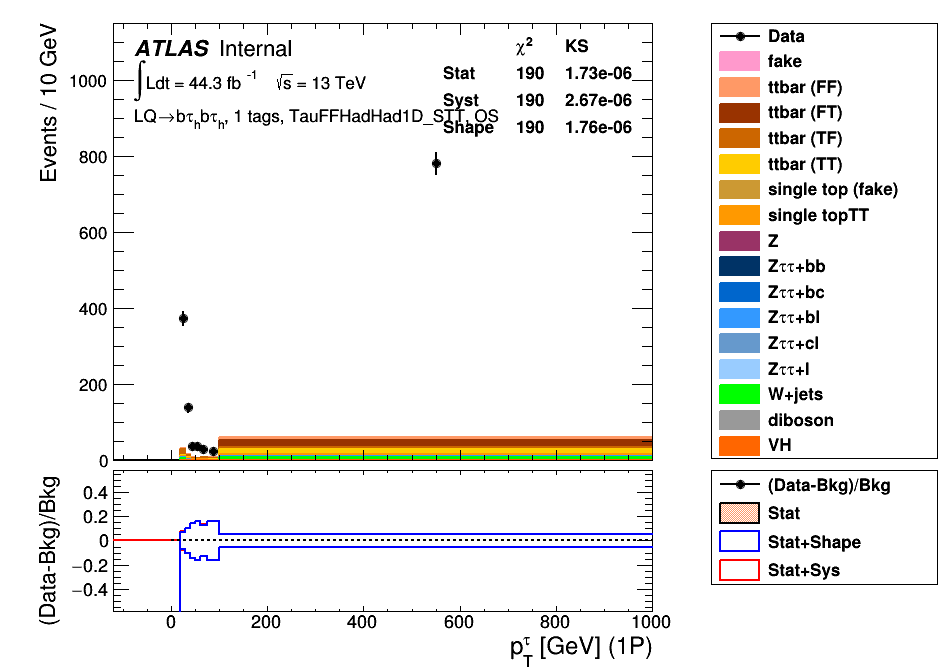 ATLAS Internal
∫Ldt = 44.3 fb⁻¹ √s = 13 TeV
LQ→bτₕbτₕ, 1 tags, TauFFHadHad1D_STT, OS
χ² KS
Stat 190 1.73e-06
Syst 190 2.67e-06
Shape 190 1.76e-06
Events / 10 GeV
1000
800
600
400
200
0
Data
fake
ttbar (FF)
ttbar (FT)
ttbar (TF)
ttbar (TT)
single top (fake)
single topTT
Z
Zττ+bb
Zττ+bc
Zττ+bl
Zττ+cl
Zττ+l
W+jets
diboson
VH
(Data-Bkg)/Bkg
0.4
0.2
0
−0.2
−0.4
0 200 400 600 800 1000
p_T^τ [GeV] (1P)
(Data-Bkg)/Bkg
Stat
Stat+Shape
Stat+Sys